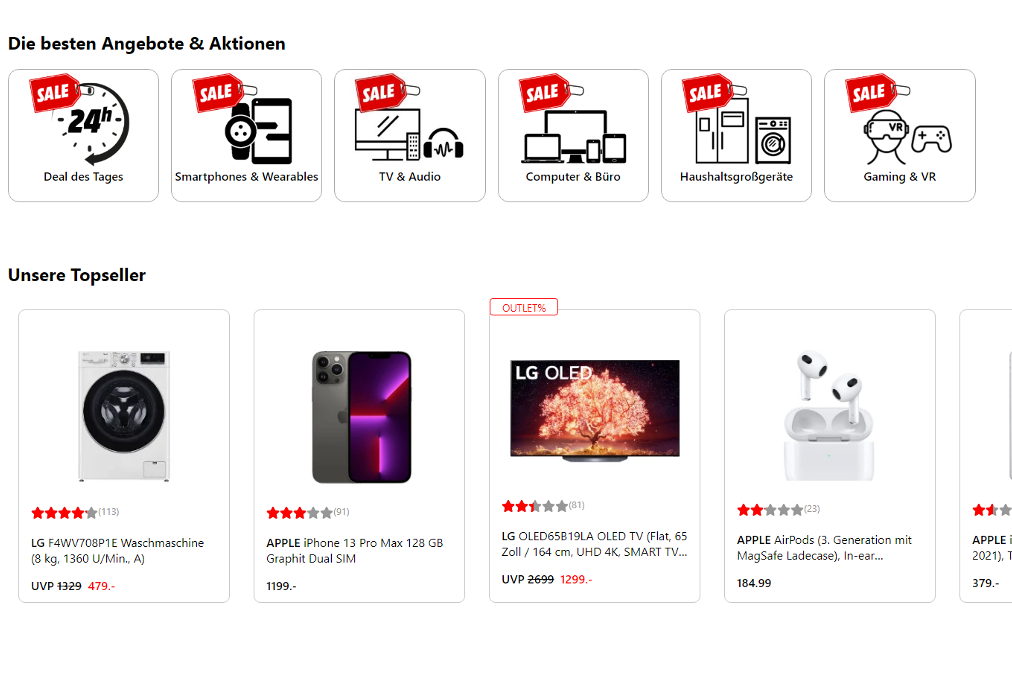 Die besten Angebote & Aktionen
SALE
24h
Deal des Tages
SALE
Smartphones & Wearables
SALE
TV & Audio
SALE
Computer & Büro
SALE
Haushaltsgroßgeräte
SALE
VR
Gaming & VR
Unsere Topseller
(113)
LG F4WV708P1E Waschmaschine
(8 kg, 1360 U/Min., A)
UVP 1329 479.-
(91)
APPLE iPhone 13 Pro Max 128 GB
Graphit Dual SIM
1199.-
OUTLET%
LG OLED
(81)
LG OLED65B19LA OLED TV (Flat, 65
Zoll / 164 cm, UHD 4K, SMART TV...
UVP 2699 1299.-
(23)
APPLE AirPods (3. Generation mit
MagSafe Ladecase), In-ear...
184.99
APPLE
2021),
379.-